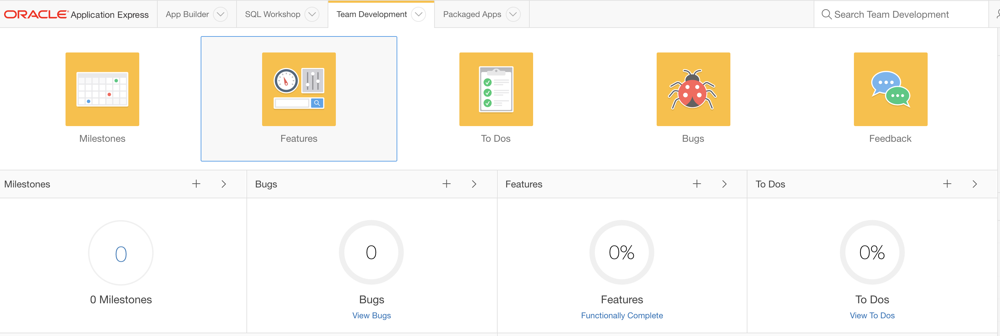 ORACLE Application Express
App Builder
SQL Workshop
Team Development
Packaged Apps
Search Team Development
Milestones
Features
To Dos
Bugs
Feedback
Milestones
Bugs
Features
To Dos
0
0
0%
0%
0 Milestones
Bugs
Features
To Dos
View Bugs
Functionally Complete
View To Dos